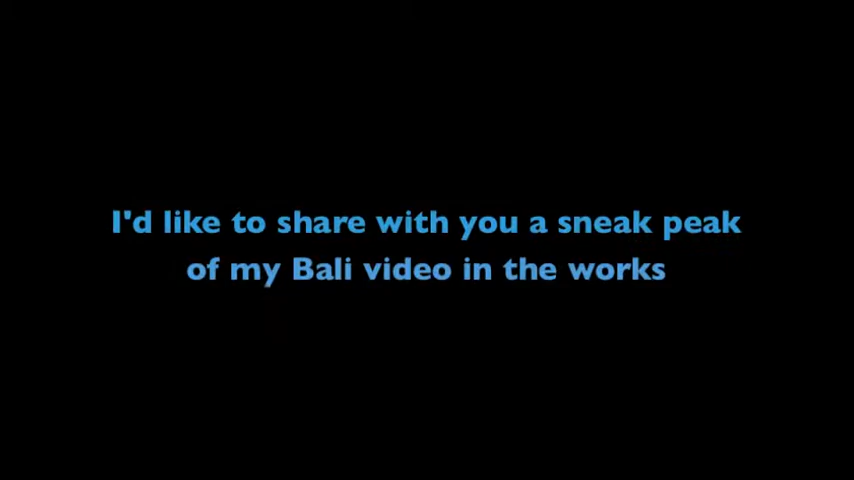 I'd like to share with you a sneak peak
of my Bali video in the works